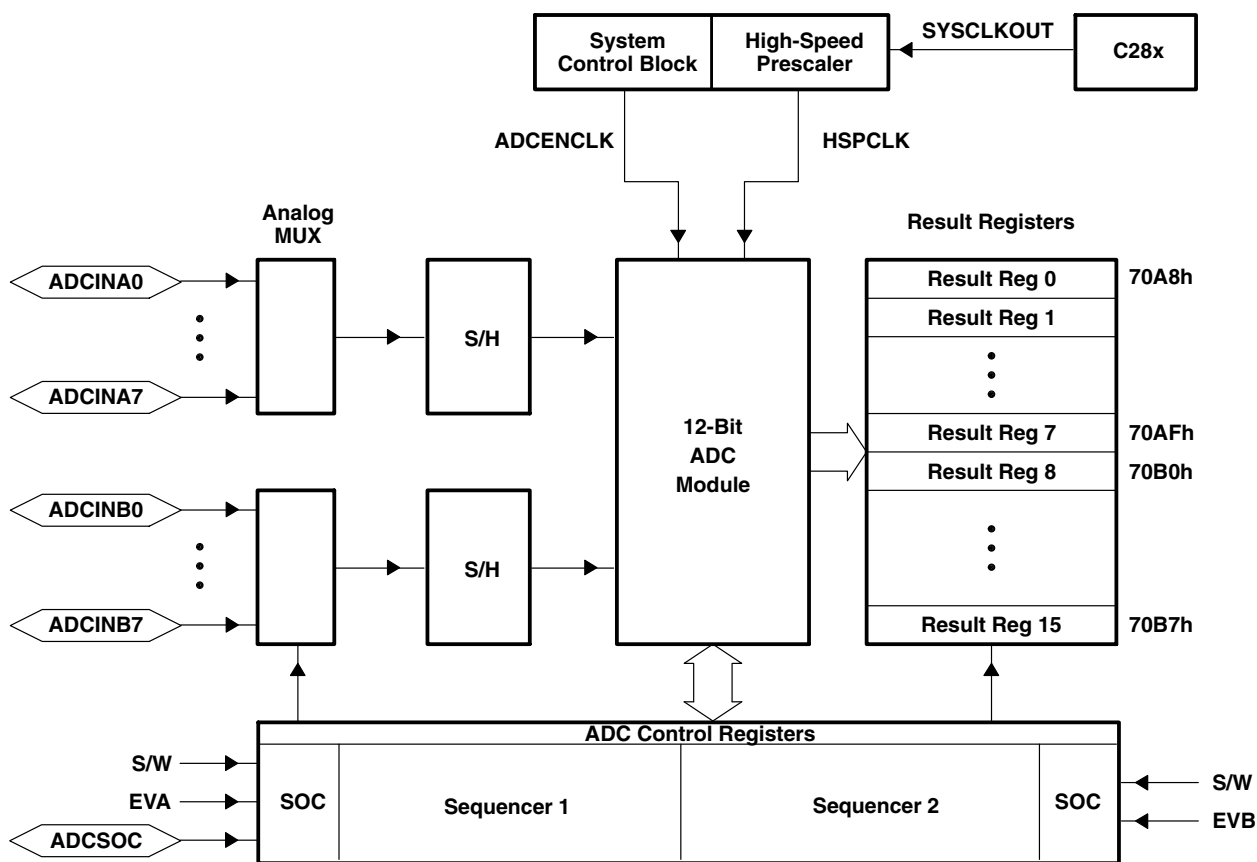 System
Control Block
High-Speed
Prescaler
SYSCLKOUT
C28x
ADCENCLK
HSPCLK
Analog
MUX
Result Registers
ADCINA0
ADCINA7
S/H
12-Bit
ADC
Module
Result Reg 0
70A8h
Result Reg 1
Result Reg 7
70AFh
Result Reg 8
70B0h
ADCINB0
ADCINB7
S/H
Result Reg 15
70B7h
ADC Control Registers
S/W
EVA
ADCSOC
SOC
Sequencer 1
Sequencer 2
SOC
S/W
EVB